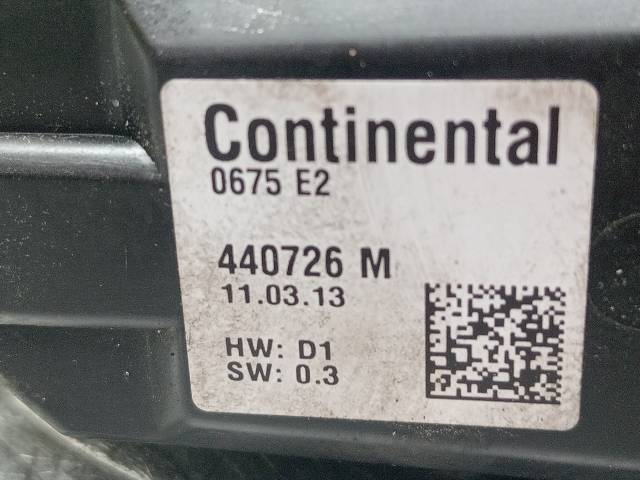 Continental
0675 E2
440726 M
11.03.13
HW: D1
SW: 0.3